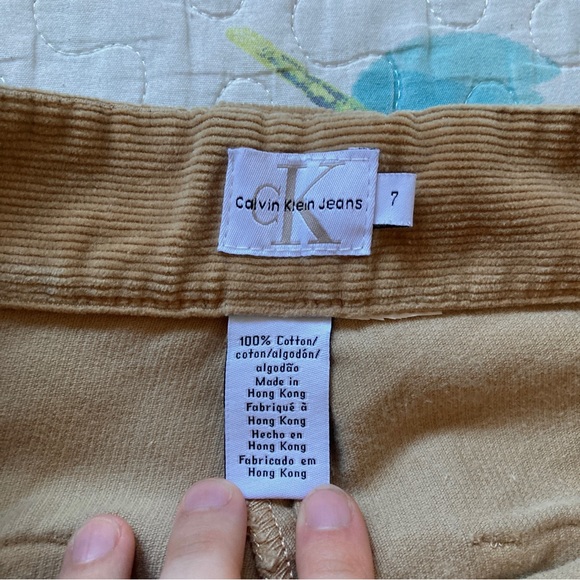 cK
Calvin Klein Jeans
7
100% Cotton/
coton/algodón/
algodão
Made in
Hong Kong
Fabriqué à
Hong Kong
Hecho en
Hong Kong
Fabricado em
Hong Kong